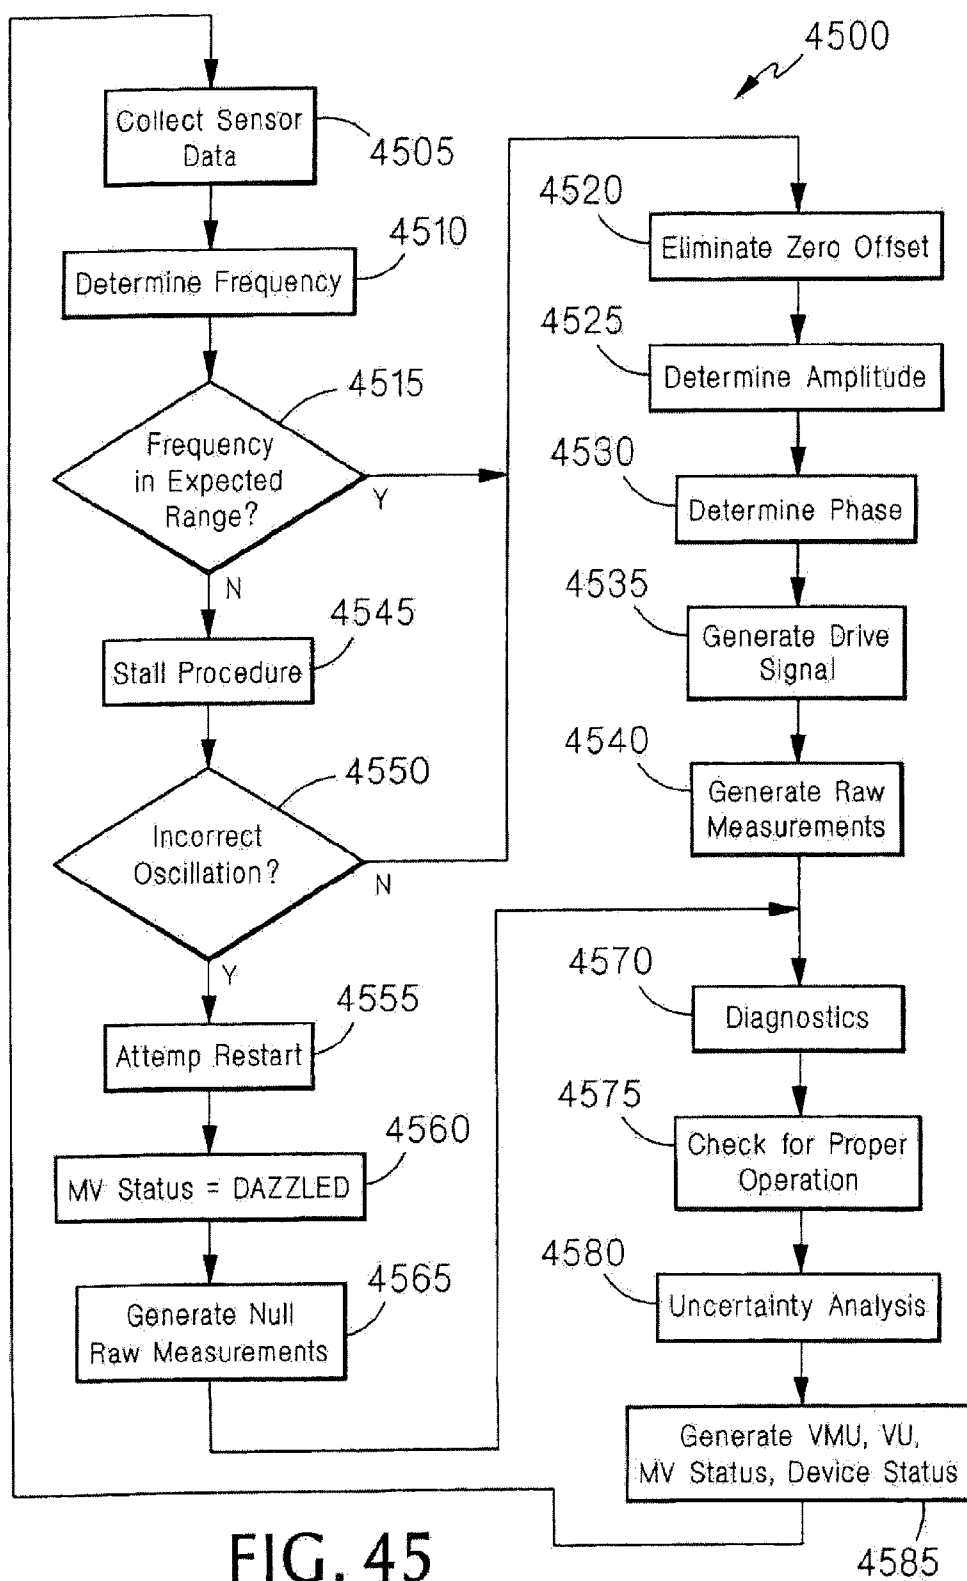 4500
Collect Sensor
Data
4505
4510
Determine Frequency
4515
Frequency
in Expected
Range?
Y
N
4545
Stall Procedure
4550
Incorrect
Oscillation?
N
Y
4555
Attemp Restart
4560
MV Status = DAZZLED
4565
Generate Null
Raw Measurements
4520
Eliminate Zero Offset
4525
Determine Amplitude
4530
Determine Phase
4535
Generate Drive
Signal
4540
Generate Raw
Measurements
4570
Diagnostics
4575
Check for Proper
Operation
4580
Uncertainty Analysis
Generate VMU, VU,
MV Status, Device Status
4585
FIG. 45